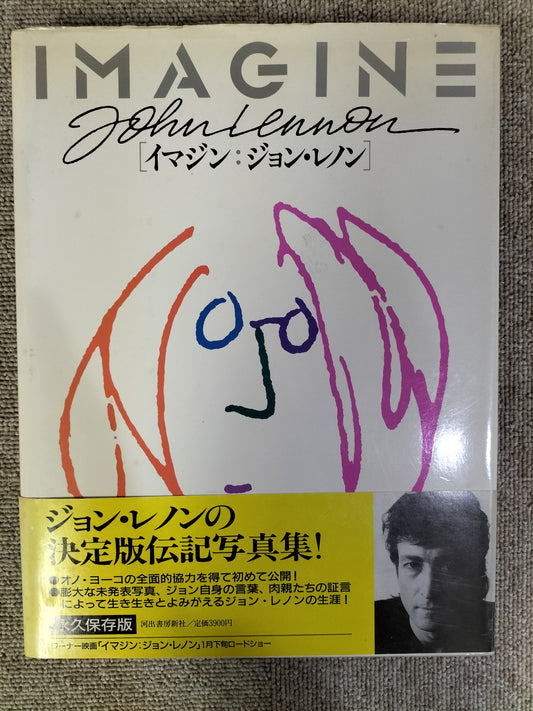 IMAGINE
John Lennon
[イマジン:ジョン・レノン]
ジョン・レノンの
決定版伝記写真集!
●オノ・ヨーコの全面的協力を得て初めて公開!
●膨大な未発表写真、ジョン自身の言葉、肉親たちの証言
によって生き生きとよみがえるジョン・レノンの生涯!
永久保存版 河出書房新社/定価3900円
ワーナー映画「イマジン:ジョン・レノン」1月下旬ロードショー